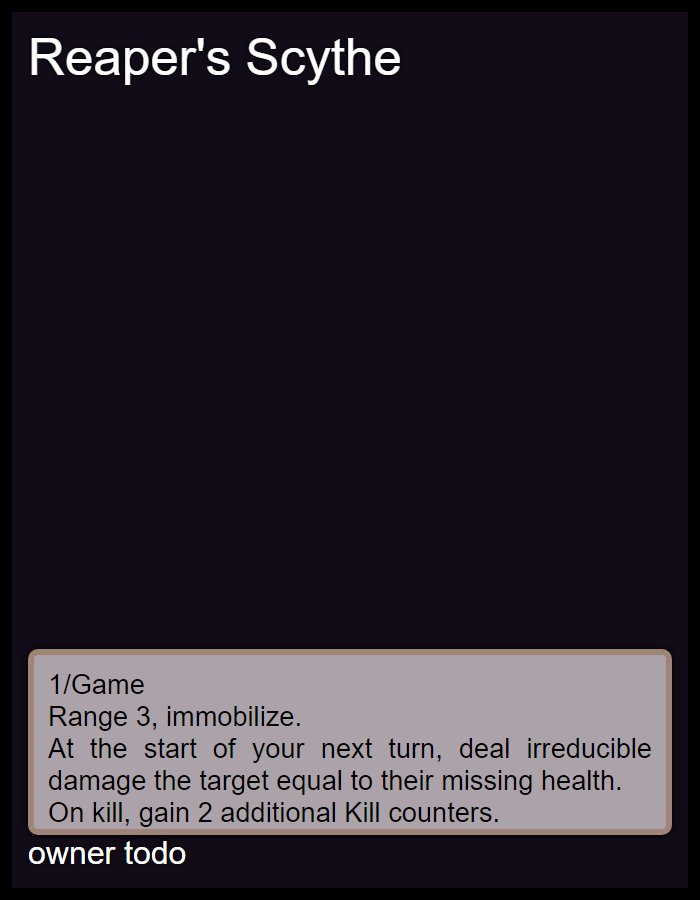 Reaper's Scythe
1/Game
Range 3, immobilize.
At the start of your next turn, deal irreducible
damage the target equal to their missing health.
On kill, gain 2 additional Kill counters.
owner todo